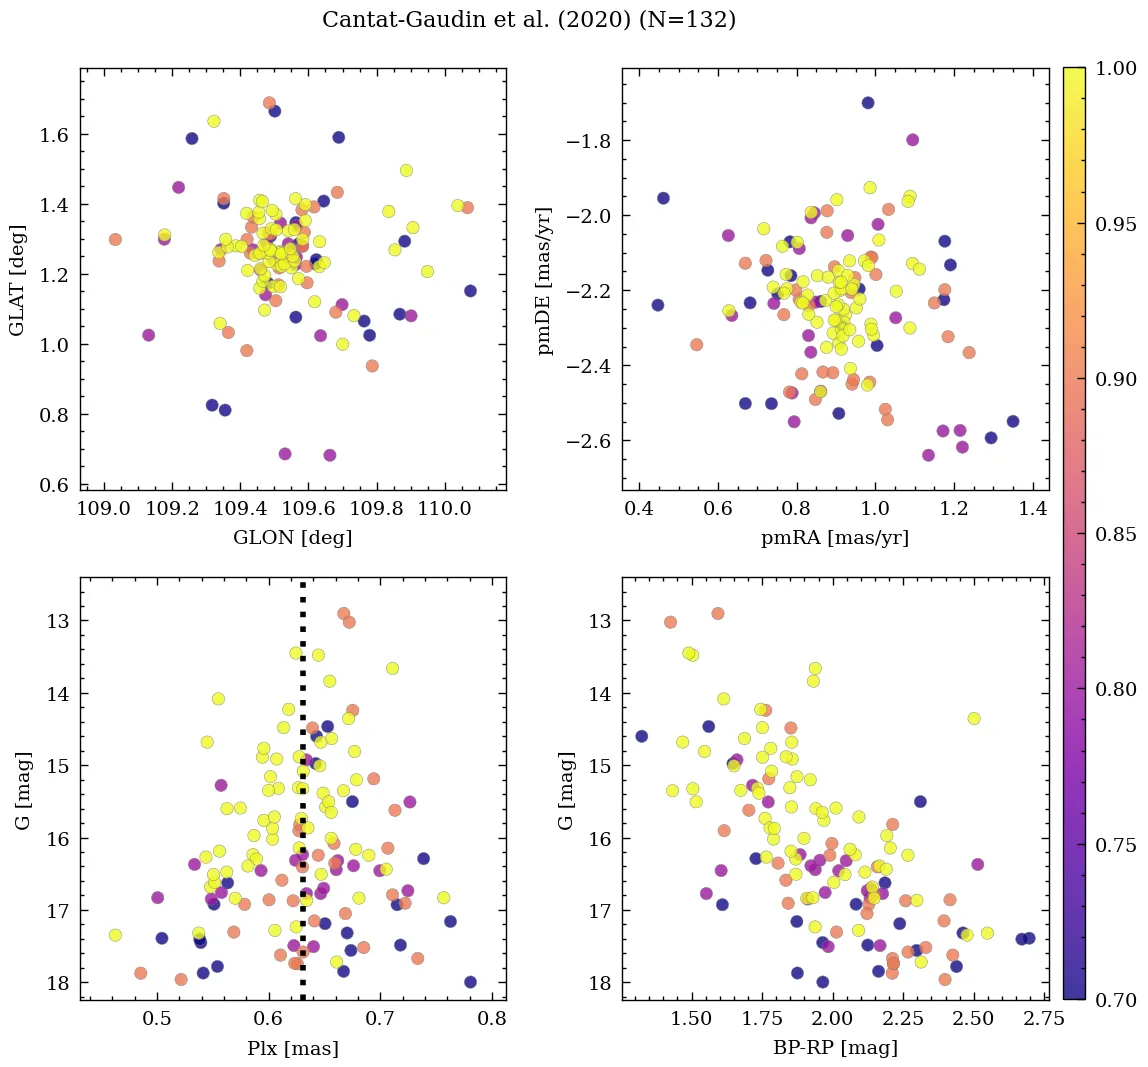 Cantat-Gaudin et al. (2020) (N=132)
GLAT [deg]
1.6
1.4
1.2
1.0
0.8
0.6
109.0 109.2 109.4 109.6 109.8 110.0
GLON [deg]
pmDE [mas/yr]
−1.8
−2.0
−2.2
−2.4
−2.6
0.4 0.6 0.8 1.0 1.2 1.4
pmRA [mas/yr]
G [mag]
13
14
15
16
17
18
0.5 0.6 0.7 0.8
Plx [mas]
G [mag]
13
14
15
16
17
18
1.50 1.75 2.00 2.25 2.50 2.75
BP-RP [mag]
1.00
0.95
0.90
0.85
0.80
0.75
0.70